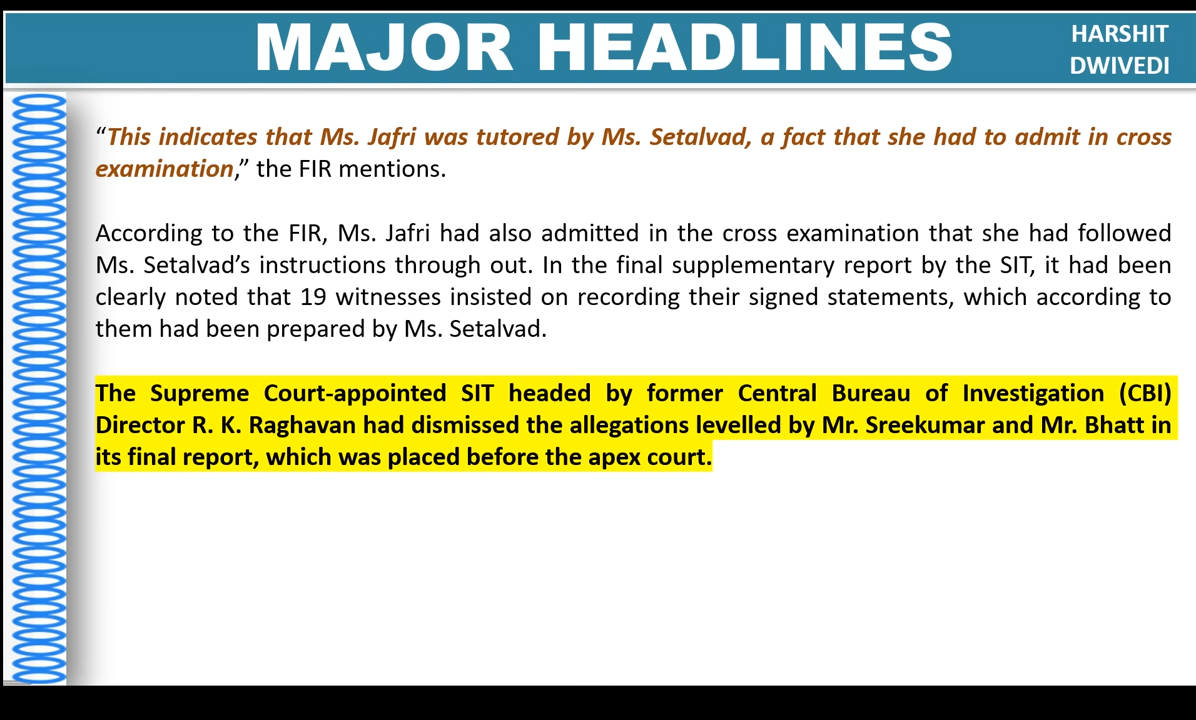 MAJOR HEADLINES
HARSHIT
DWIVEDI
“This indicates that Ms. Jafri was tutored by Ms. Setalvad, a fact that she had to admit in cross
examination,” the FIR mentions.
According to the FIR, Ms. Jafri had also admitted in the cross examination that she had followed
Ms. Setalvad’s instructions through out. In the final supplementary report by the SIT, it had been
clearly noted that 19 witnesses insisted on recording their signed statements, which according to
them had been prepared by Ms. Setalvad.
The Supreme Court-appointed SIT headed by former Central Bureau of Investigation (CBI)
Director R. K. Raghavan had dismissed the allegations levelled by Mr. Sreekumar and Mr. Bhatt in
its final report, which was placed before the apex court.